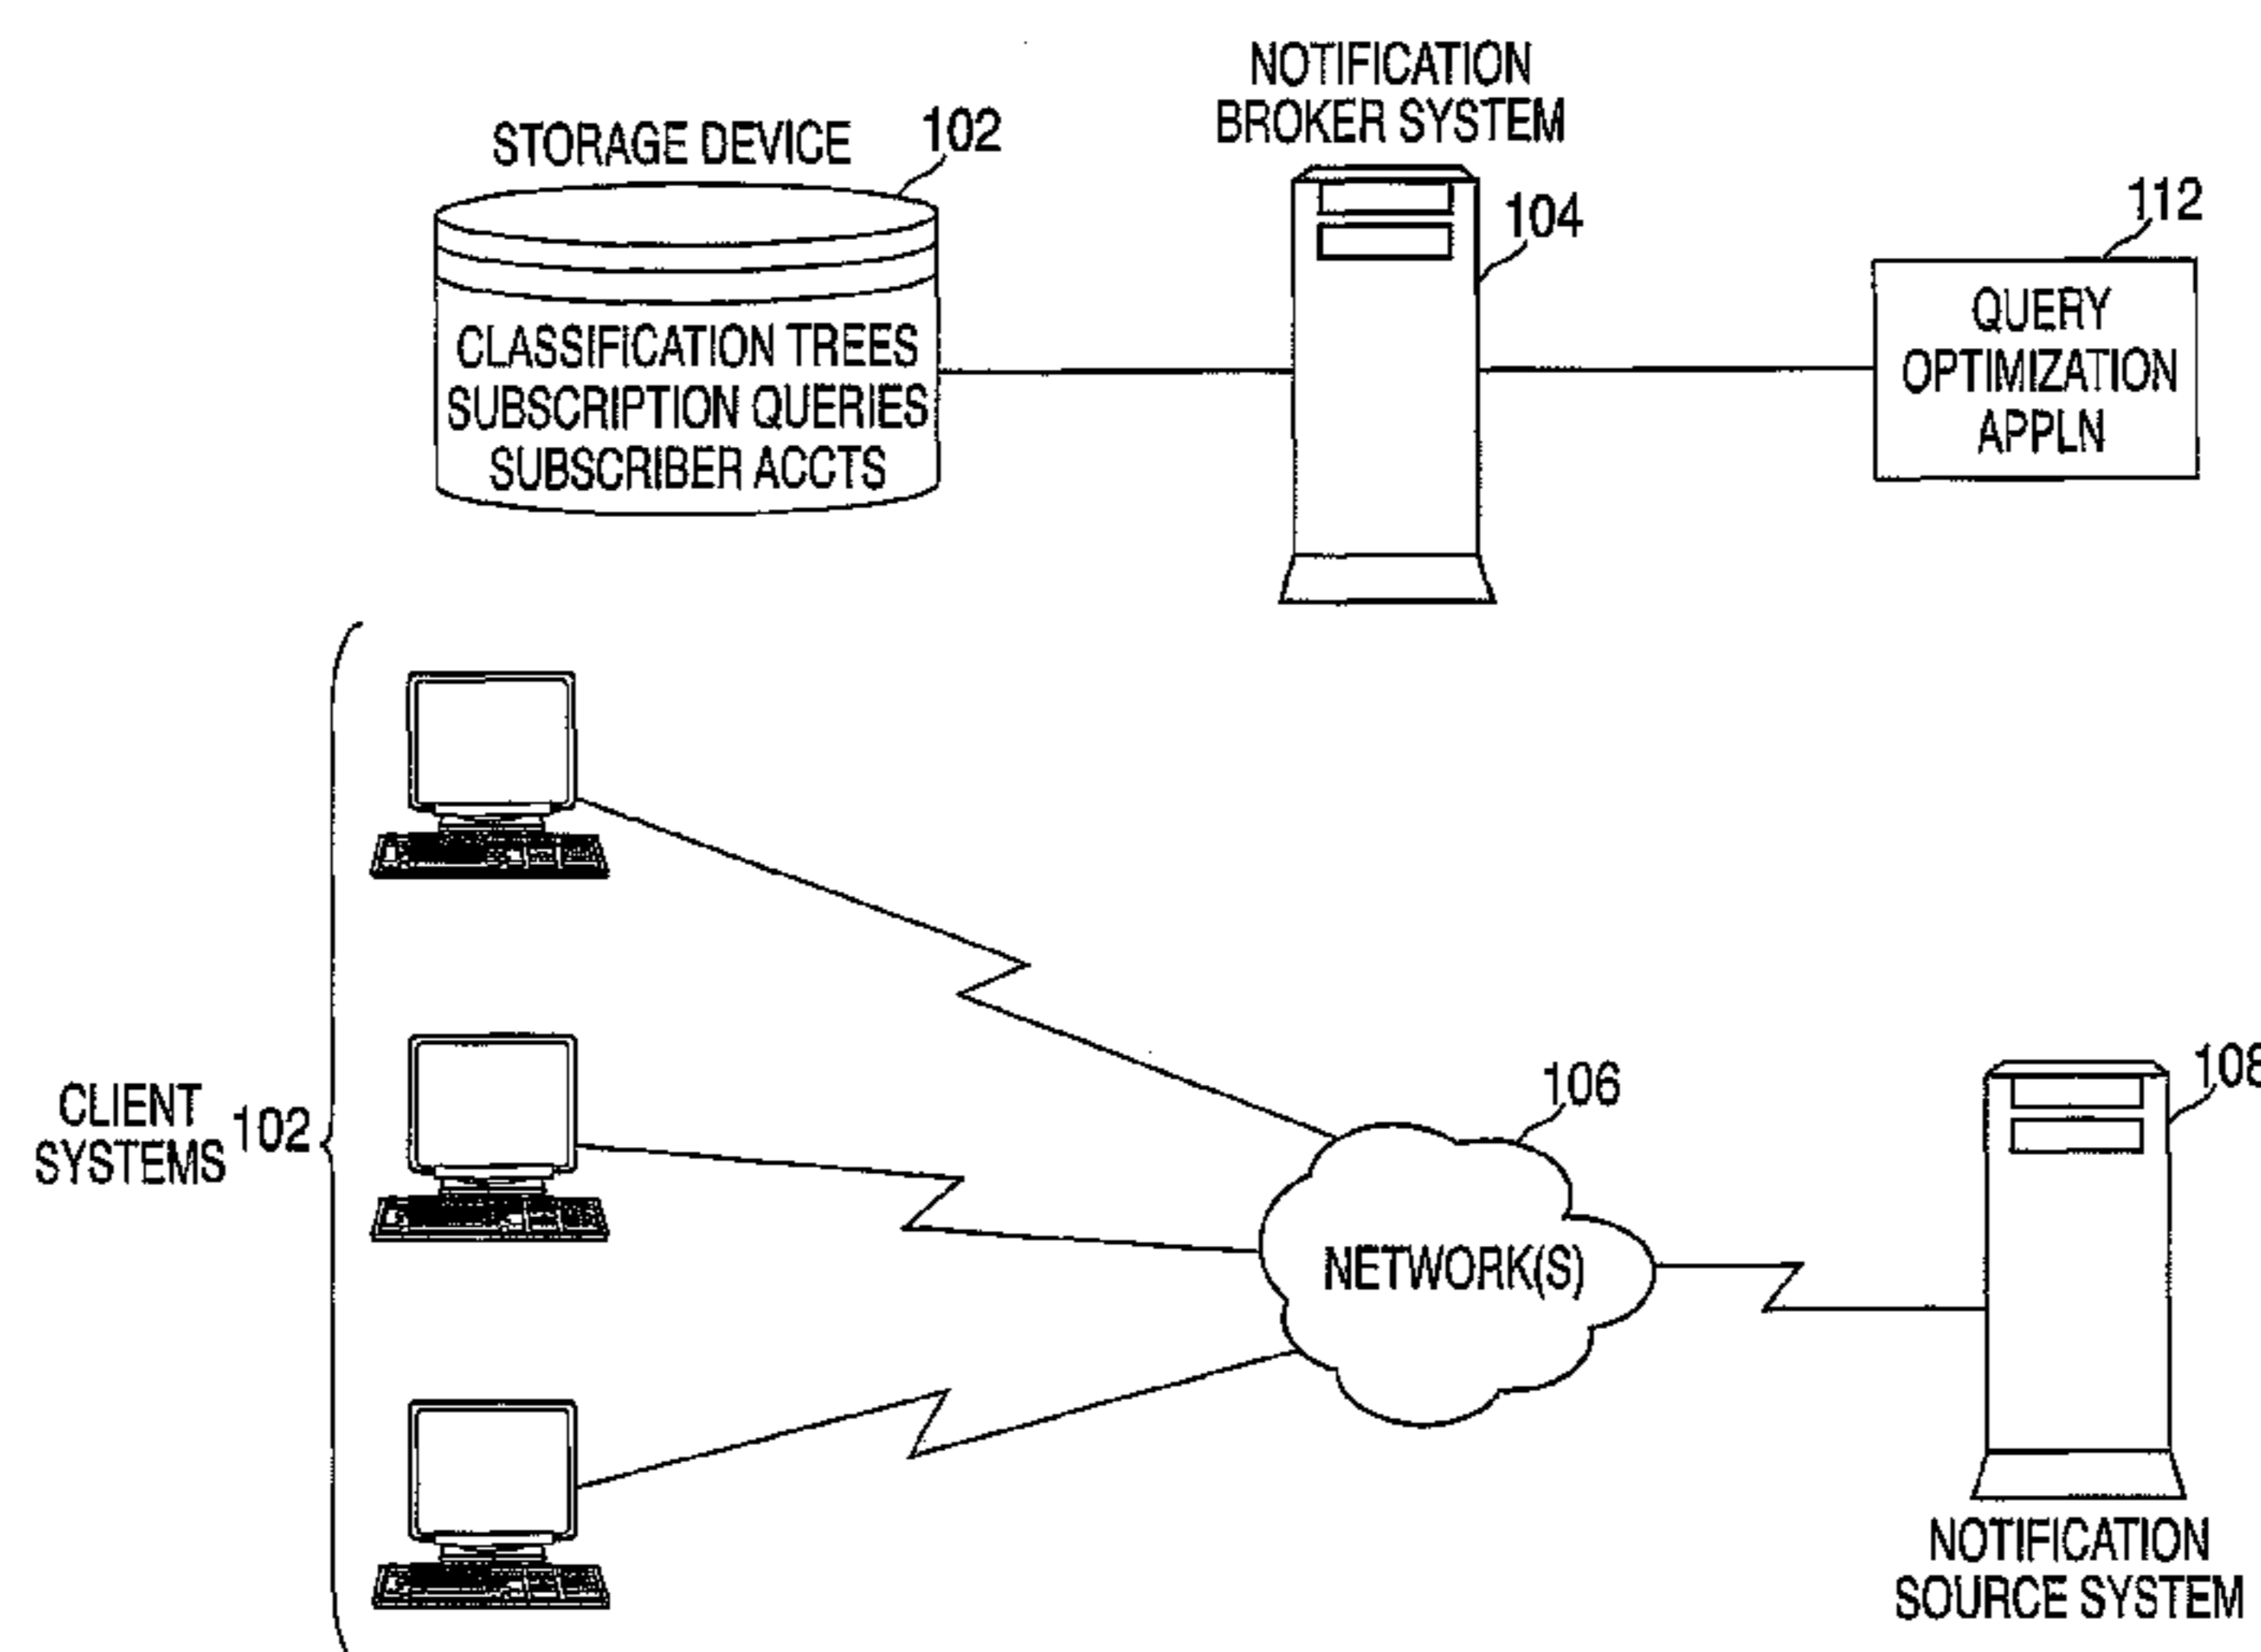 NOTIFICATION
BROKER SYSTEM
STORAGE DEVICE
102
104
112
CLASSIFICATION TREES
SUBSCRIPTION QUERIES
SUBSCRIBER ACCTS
QUERY
OPTIMIZATION
APPLN
CLIENT
SYSTEMS
102
106
NETWORK(S)
108
NOTIFICATION
SOURCE SYSTEM